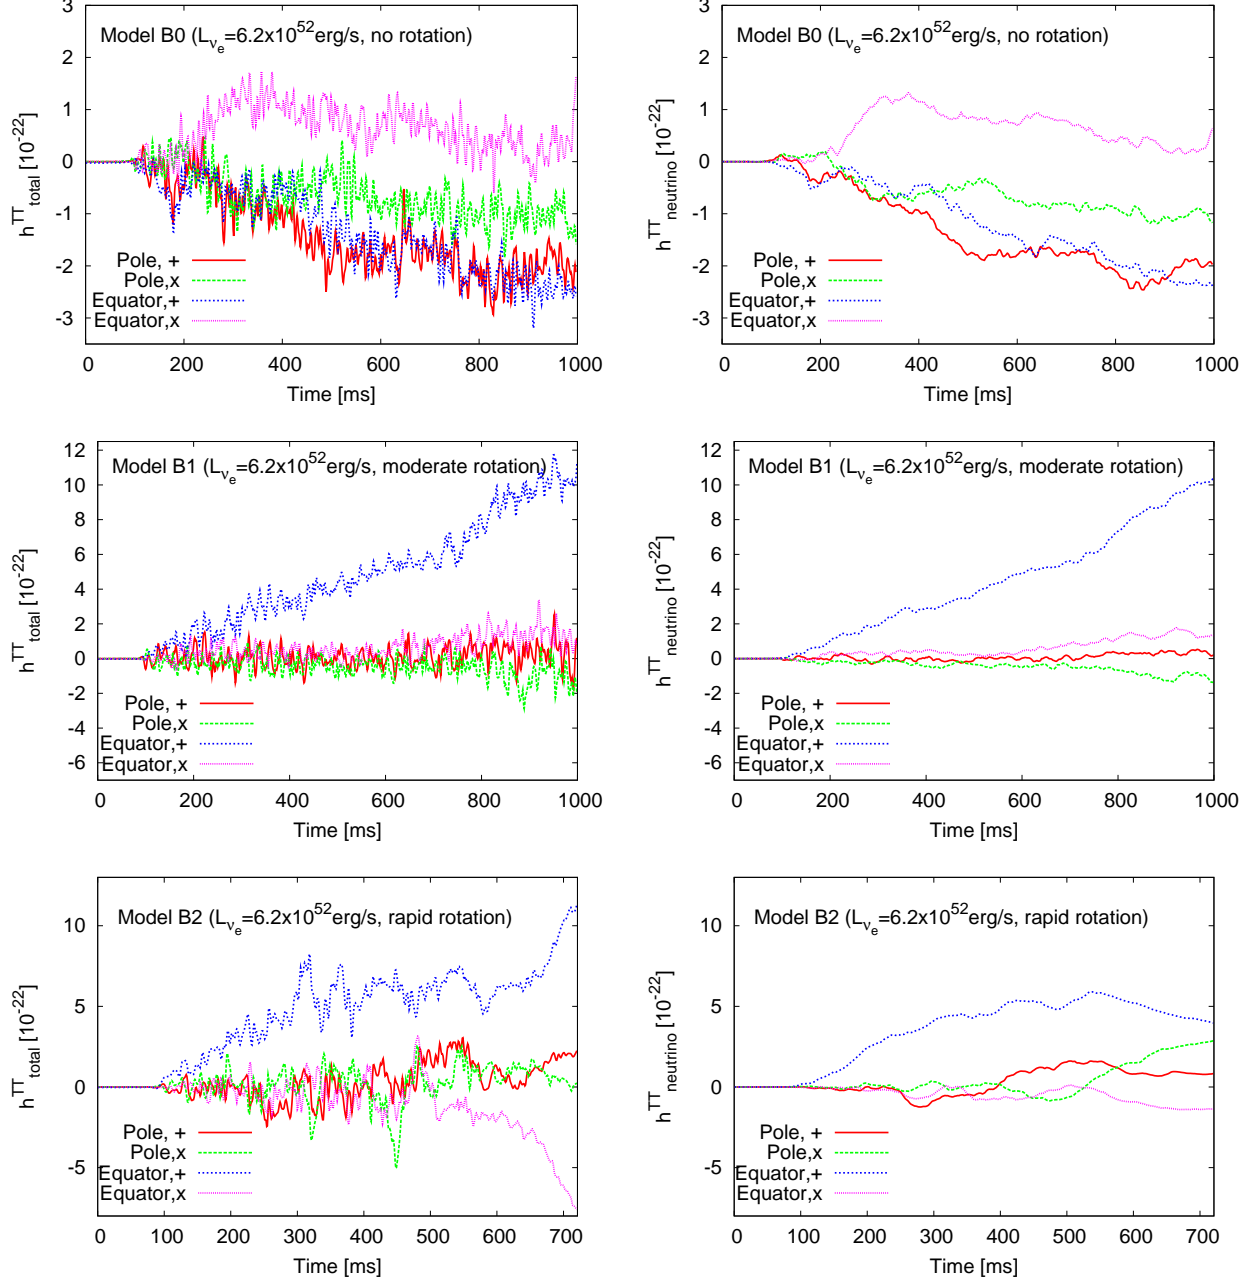 Model B0 (Lνe=6.2x10^52erg/s, no rotation)
h^TT total [10^-22]
3
2
1
0
-1
-2
-3
Pole, +
Pole,x
Equator,+
Equator,x
0 200 400 600 800 1000
Time [ms]
Model B0 (Lνe=6.2x10^52erg/s, no rotation)
h^TT neutrino [10^-22]
3
2
1
0
-1
-2
-3
Pole, +
Pole,x
Equator,+
Equator,x
0 200 400 600 800 1000
Time [ms]
Model B1 (Lνe=6.2x10^52erg/s, moderate rotation)
h^TT total [10^-22]
12
10
8
6
4
2
0
-2
-4
-6
Pole, +
Pole,x
Equator,+
Equator,x
0 200 400 600 800 1000
Time [ms]
Model B1 (Lνe=6.2x10^52erg/s, moderate rotation)
h^TT neutrino [10^-22]
12
10
8
6
4
2
0
-2
-4
-6
Pole, +
Pole,x
Equator,+
Equator,x
0 200 400 600 800 1000
Time [ms]
Model B2 (Lνe=6.2x10^52erg/s, rapid rotation)
h^TT total [10^-22]
10
5
0
-5
Pole, +
Pole,x
Equator,+
Equator,x
0 100 200 300 400 500 600 700
Time [ms]
Model B2 (Lνe=6.2x10^52erg/s, rapid rotation)
h^TT neutrino [10^-22]
10
5
0
-5
Pole, +
Pole,x
Equator,+
Equator,x
0 100 200 300 400 500 600 700
Time [ms]